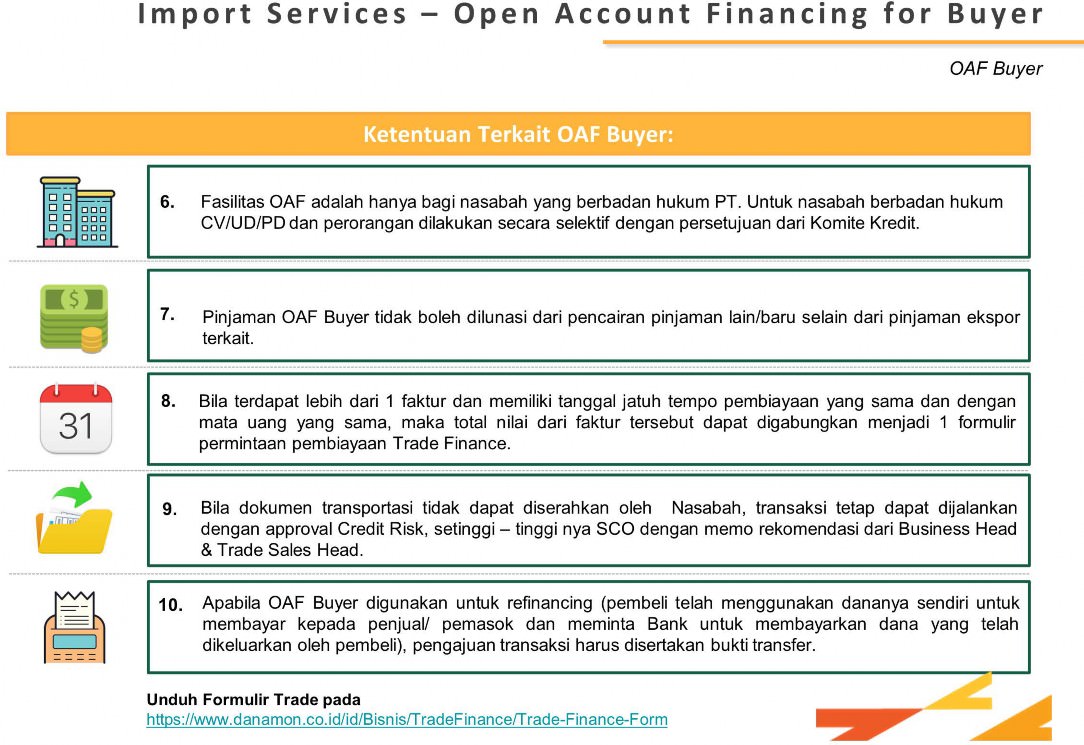 Import Services – Open Account Financing for Buyer
OAF Buyer
Ketentuan Terkait OAF Buyer:
6. Fasilitas OAF adalah hanya bagi nasabah yang berbadan hukum PT. Untuk nasabah berbadan hukum
CV/UD/PD dan perorangan dilakukan secara selektif dengan persetujuan dari Komite Kredit.
$
7. Pinjaman OAF Buyer tidak boleh dilunasi dari pencairan pinjaman lain/baru selain dari pinjaman ekspor
terkait.
31
8. Bila terdapat lebih dari 1 faktur dan memiliki tanggal jatuh tempo pembiayaan yang sama dan dengan
mata uang yang sama, maka total nilai dari faktur tersebut dapat digabungkan menjadi 1 formulir
permintaan pembiayaan Trade Finance.
9. Bila dokumen transportasi tidak dapat diserahkan oleh Nasabah, transaksi tetap dapat dijalankan
dengan approval Credit Risk, setinggi – tinggi nya SCO dengan memo rekomendasi dari Business Head
& Trade Sales Head.
10. Apabila OAF Buyer digunakan untuk refinancing (pembeli telah menggunakan dananya sendiri untuk
membayar kepada penjual/ pemasok dan meminta Bank untuk membayarkan dana yang telah
dikeluarkan oleh pembeli), pengajuan transaksi harus disertakan bukti transfer.
Unduh Formulir Trade pada
https://www.danamon.co.id/id/Bisnis/TradeFinance/Trade-Finance-Form